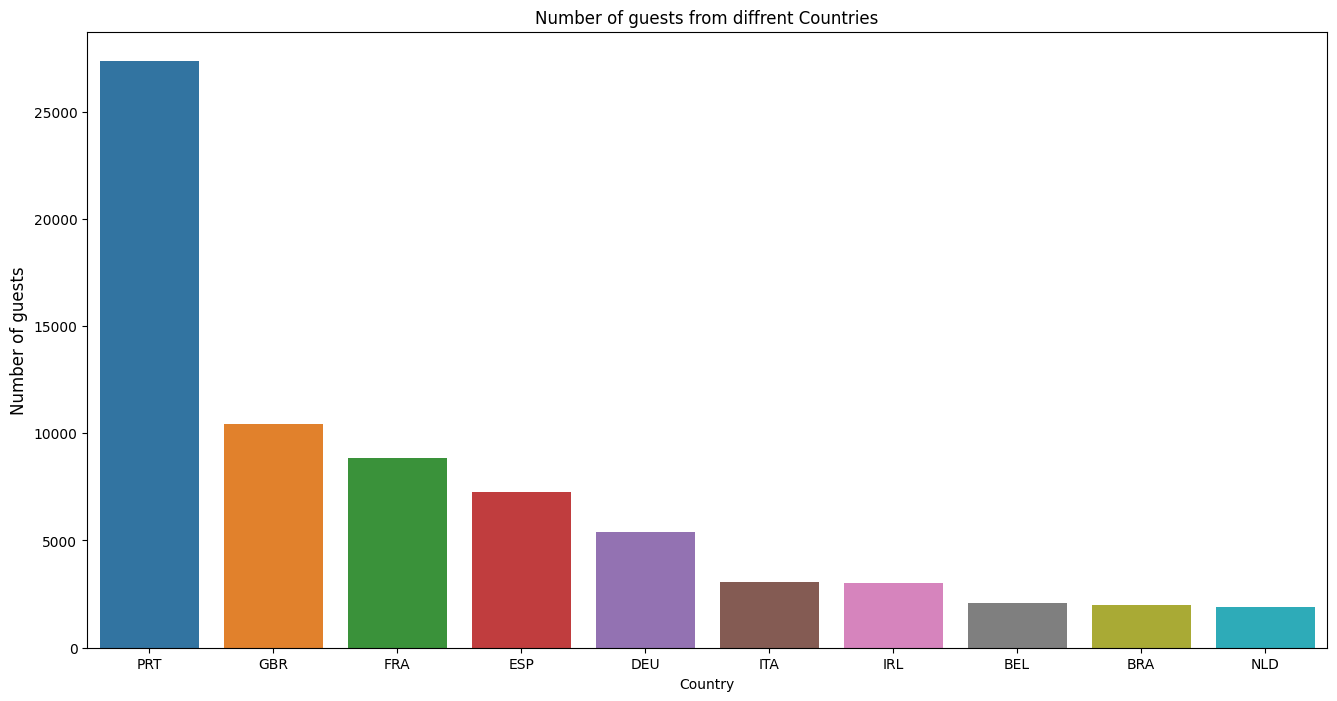 Number of guests from diffrent Countries
Number of guests
25000
20000
15000
10000
5000
0
PRT GBR FRA ESP DEU ITA IRL BEL BRA NLD
Country